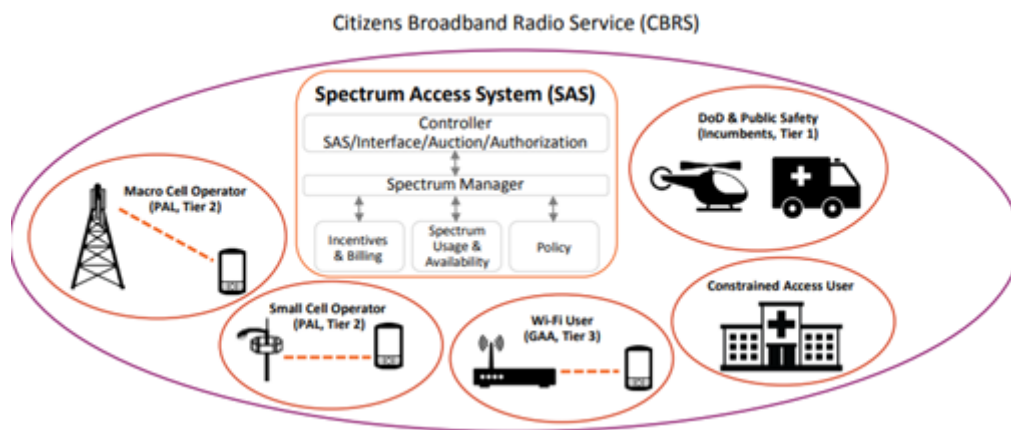 Citizens Broadband Radio Service (CBRS)
Spectrum Access System (SAS)
Controller
SAS/Interface/Auction/Authorization
Spectrum Manager
Incentives
& Billing
Spectrum
Usage &
Availability
Policy
DoD & Public Safety
(Incumbents, Tier 1)
Macro Cell Operator
(PAL, Tier 2)
Small Cell Operator
(PAL, Tier 2)
Wi-Fi User
(GAA, Tier 3)
Constrained Access User